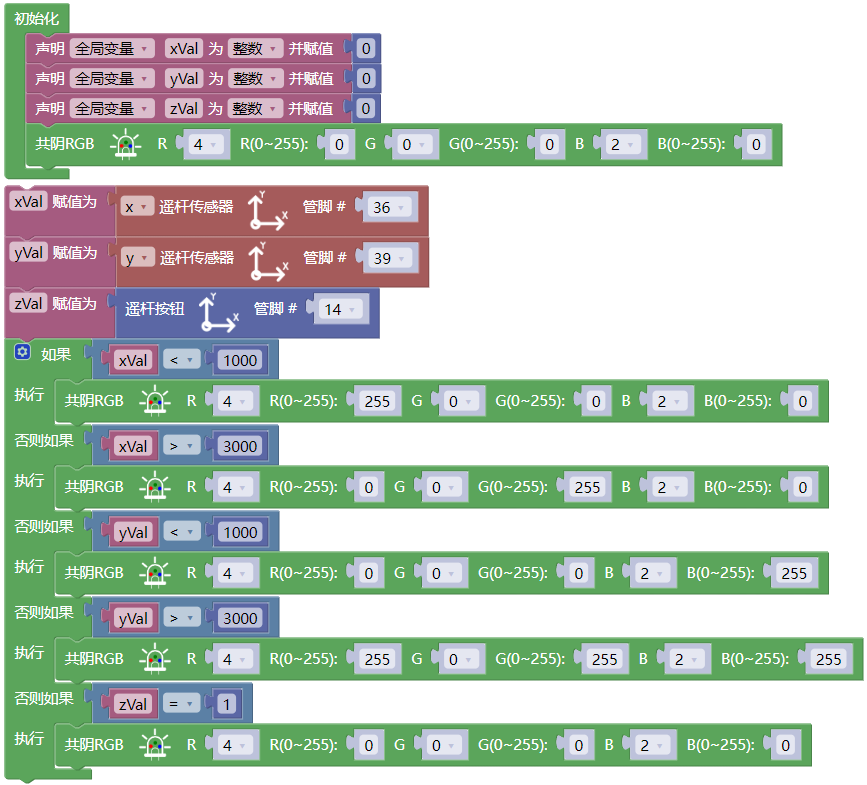 初始化
声明 全局变量 xVal 为 整数 并赋值 0
声明 全局变量 yVal 为 整数 并赋值 0
声明 全局变量 zVal 为 整数 并赋值 0
共阴RGB R 4 R(0~255): 0 G 0 G(0~255): 0 B 2 B(0~255): 0
xVal 赋值为 x 遥杆传感器 Y X 管脚 # 36
yVal 赋值为 y 遥杆传感器 Y X 管脚 # 39
zVal 赋值为 遥杆按钮 Y X 管脚 # 14
如果 xVal < 1000
执行 共阴RGB R 4 R(0~255): 255 G 0 G(0~255): 0 B 2 B(0~255): 0
否则如果 xVal > 3000
执行 共阴RGB R 4 R(0~255): 0 G 0 G(0~255): 255 B 2 B(0~255): 0
否则如果 yVal < 1000
执行 共阴RGB R 4 R(0~255): 0 G 0 G(0~255): 0 B 2 B(0~255): 255
否则如果 yVal > 3000
执行 共阴RGB R 4 R(0~255): 255 G 0 G(0~255): 255 B 2 B(0~255): 255
否则如果 zVal = 1
执行 共阴RGB R 4 R(0~255): 0 G 0 G(0~255): 0 B 2 B(0~255): 0